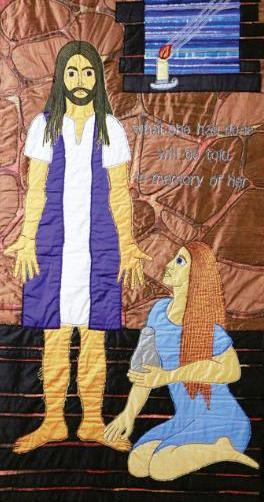 what she has done
will be told
in memory of her